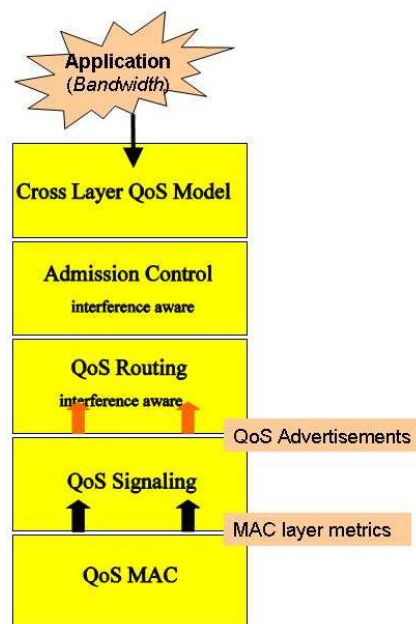 Application
(Bandwidth)
Cross Layer QoS Model
Admission Control
interference aware
QoS Routing
interference aware
QoS Advertisements
QoS Signaling
MAC layer metrics
QoS MAC